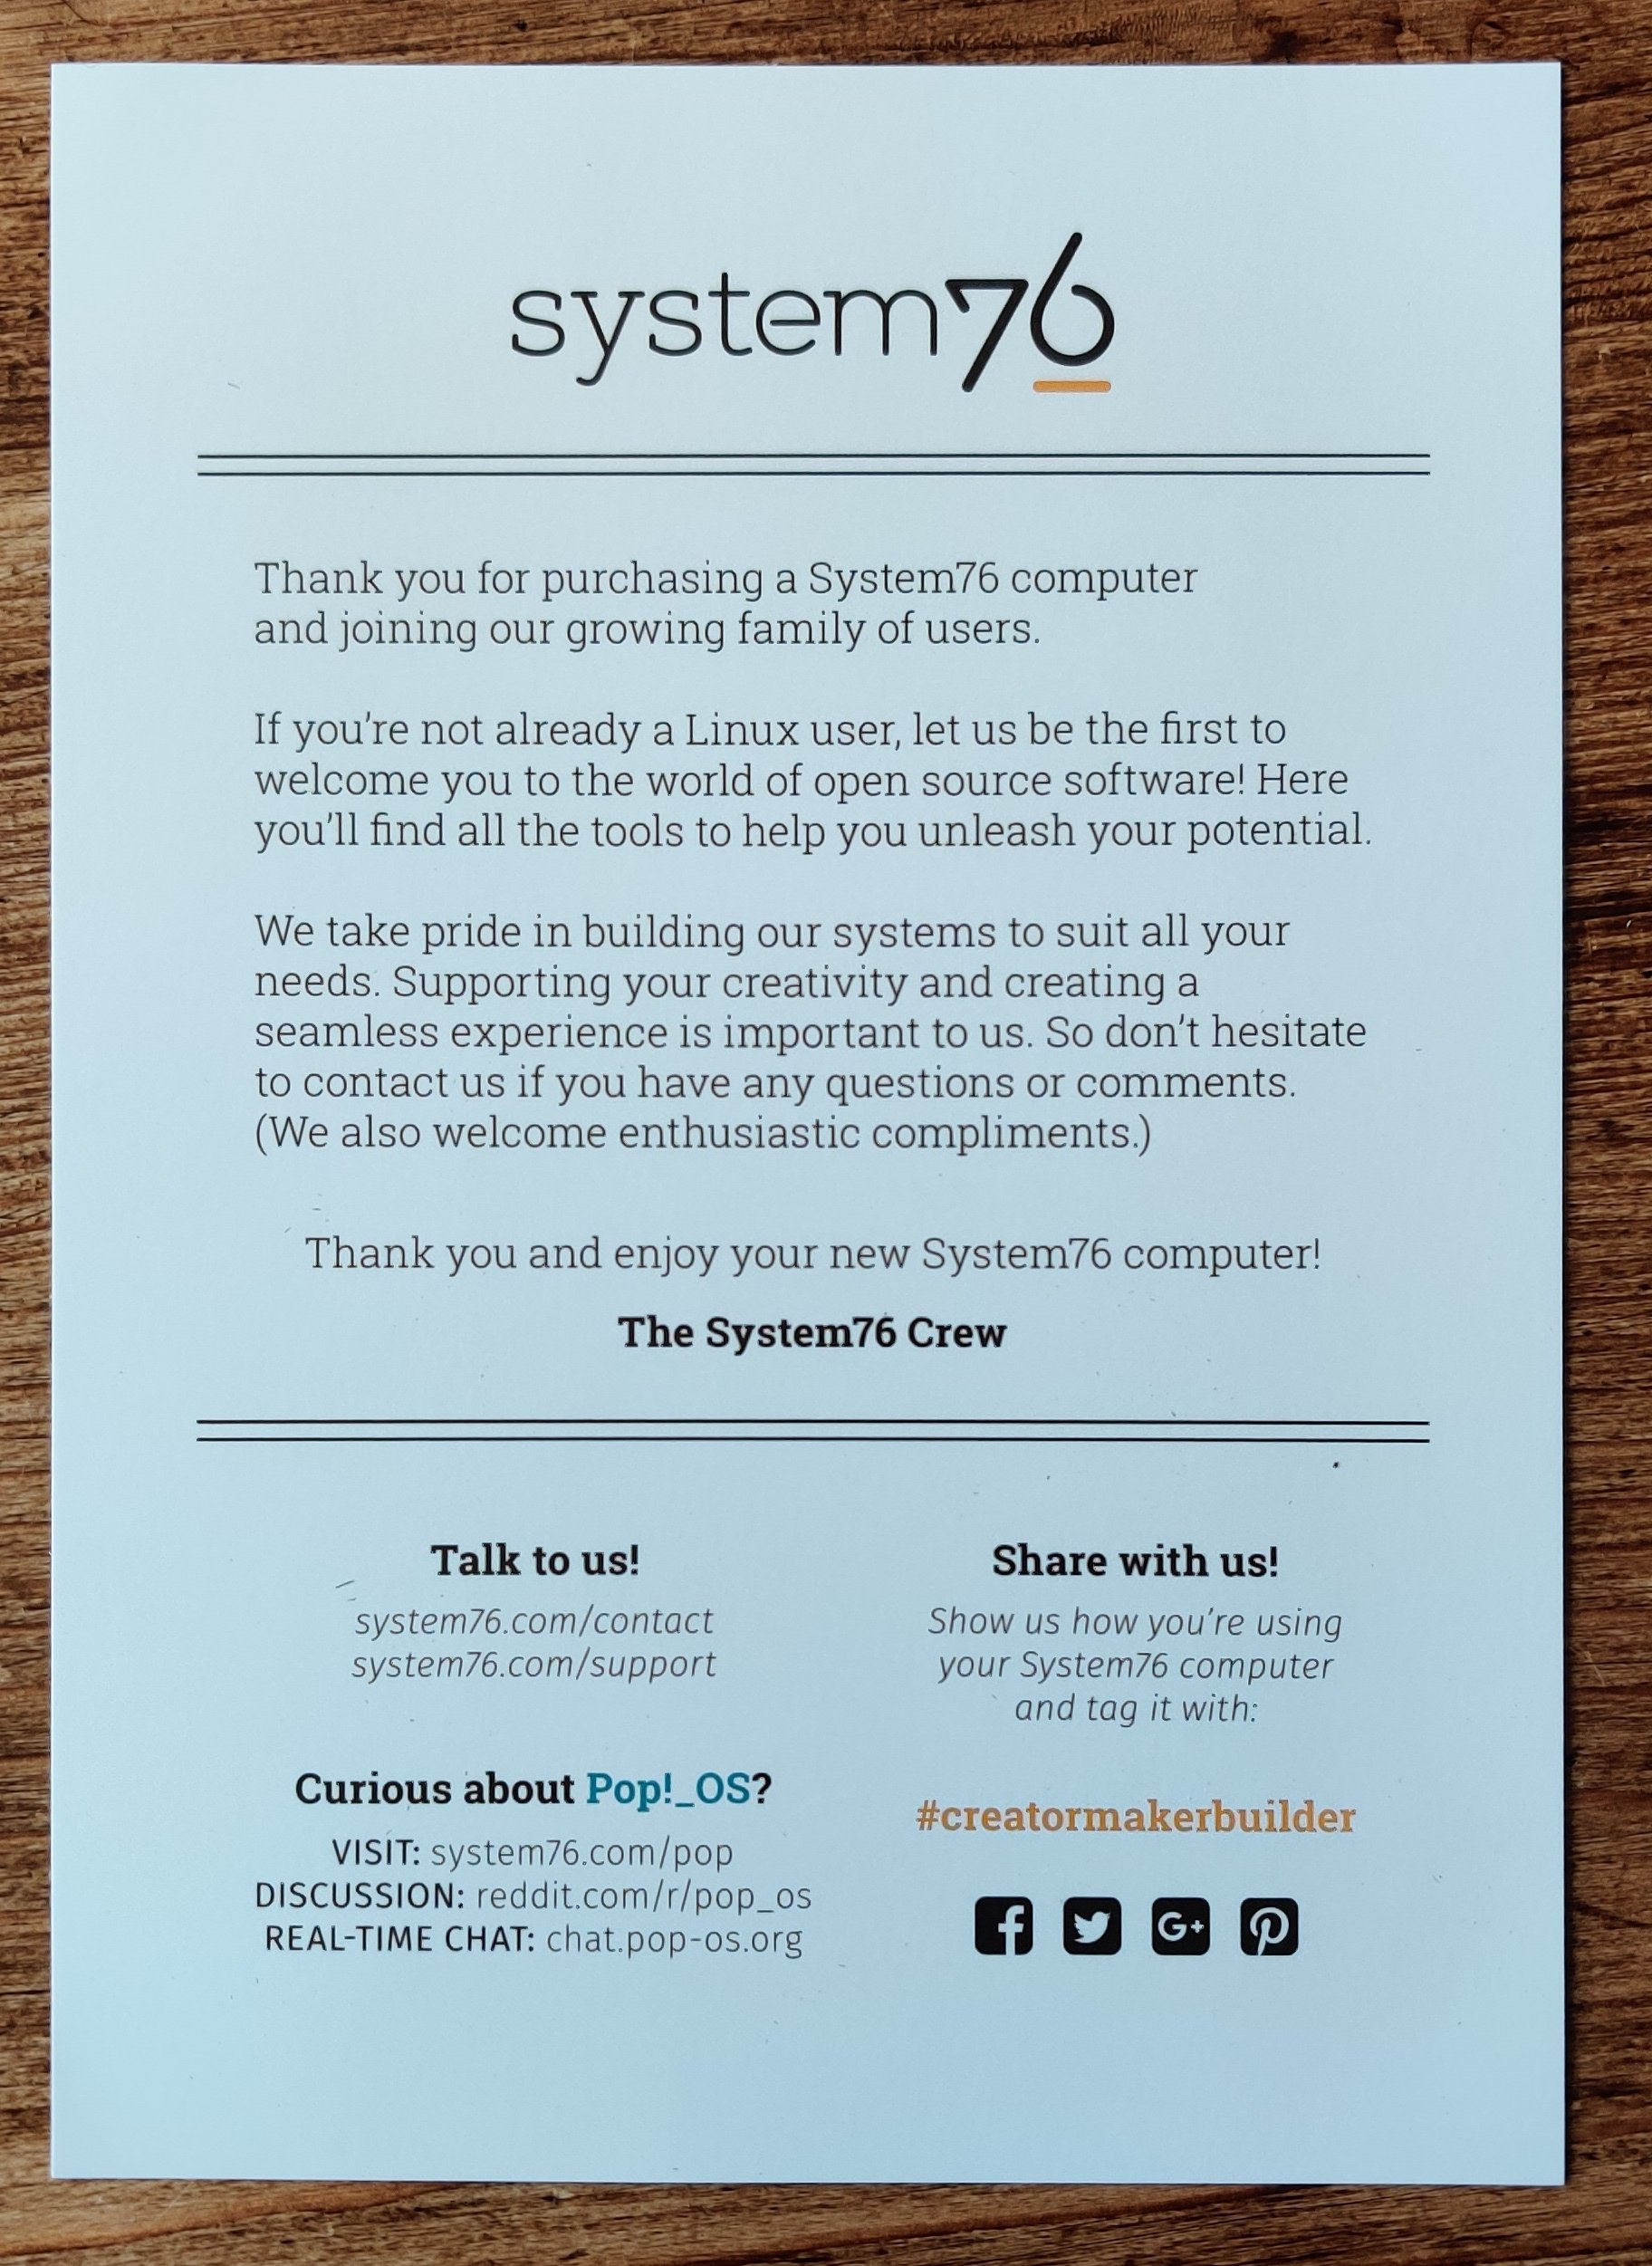 system76
Thank you for purchasing a System76 computer
and joining our growing family of users.
If you’re not already a Linux user, let us be the first to
welcome you to the world of open source software! Here
you’ll find all the tools to help you unleash your potential.
We take pride in building our systems to suit all your
needs. Supporting your creativity and creating a
seamless experience is important to us. So don’t hesitate
to contact us if you have any questions or comments.
(We also welcome enthusiastic compliments.)
Thank you and enjoy your new System76 computer!
The System76 Crew
Talk to us!
system76.com/contact
system76.com/support
Curious about Pop!_OS?
VISIT: system76.com/pop
DISCUSSION: reddit.com/r/pop_os
REAL-TIME CHAT: chat.pop-os.org
Share with us!
Show us how you’re using
your System76 computer
and tag it with:
#creatormakerbuilder
f G+ P